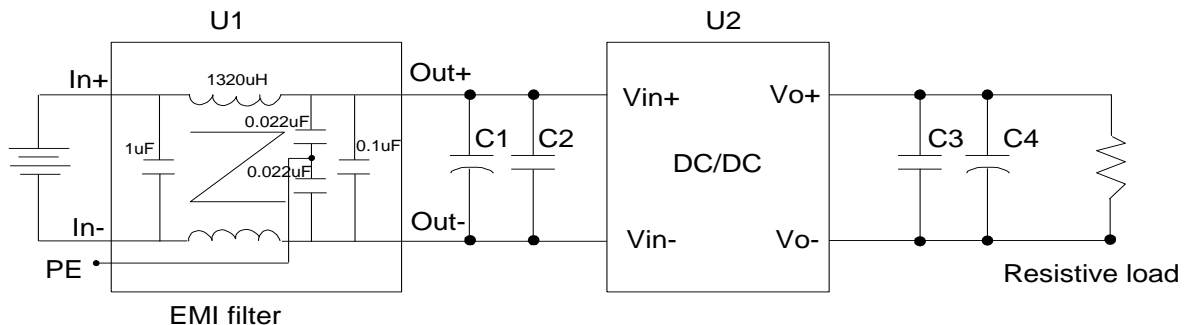 U1
U2
In+
1320uH
Out+
Vin+
Vo+
0.022uF
1uF
0.1uF
C1
C2
DC/DC
C3
C4
0.022uF
In-
Out-
Vin-
Vo-
PE
Resistive load
EMI filter